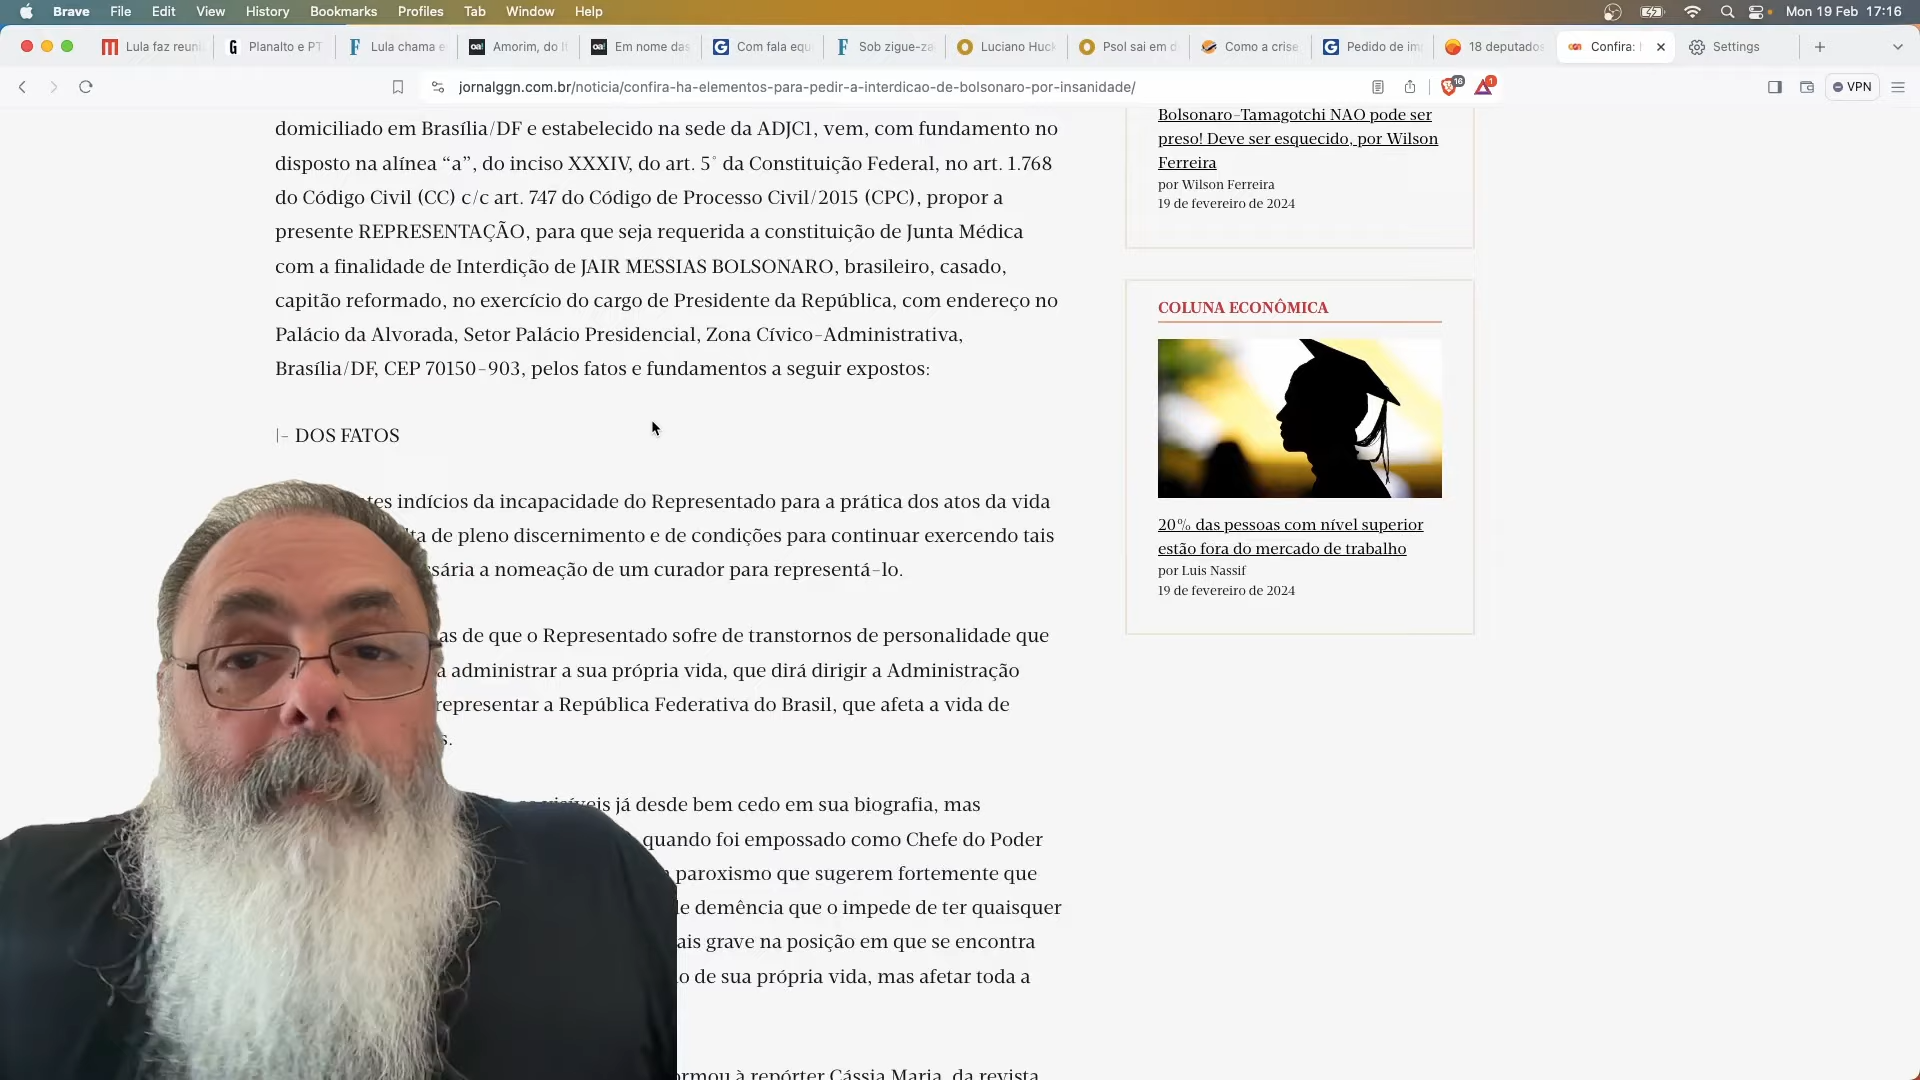 Brave File Edit View History Bookmarks Profiles Tab Window Help Mon 19 Feb 17:16
Lula faz reuni Planalto e PT Lula chama e Amorim, do It Em nome das Com fala equ Sob zigue-za Luciano Huck Psol sai em d Como a crise Pedido de im 18 deputados Confira: Settings
jornalggn.com.br/noticia/confira-ha-elementos-para-pedir-a-interdicao-de-bolsonaro-por-insanidade/ 16 1 VPN
domiciliado em Brasília/DF e estabelecido na sede da ADJC1, vem, com fundamento no
disposto na alínea “a”, do inciso XXXIV, do art. 5° da Constituição Federal, no art. 1.768
do Código Civil (CC) c/c art. 747 do Código de Processo Civil/2015 (CPC), propor a
presente REPRESENTAÇÃO, para que seja requerida a constituição de Junta Médica
com a finalidade de Interdição de JAIR MESSIAS BOLSONARO, brasileiro, casado,
capitão reformado, no exercício do cargo de Presidente da República, com endereço no
Palácio da Alvorada, Setor Palácio Presidencial, Zona Cívico-Administrativa,
Brasília/DF, CEP 70150-903, pelos fatos e fundamentos a seguir expostos:
|- DOS FATOS
indícios da incapacidade do Representado para a prática dos atos da vida
de pleno discernimento e de condições para continuar exercendo tais
a nomeação de um curador para representá-lo.
de que o Representado sofre de transtornos de personalidade que
a administrar a sua própria vida, que dirá dirigir a Administração
representar a República Federativa do Brasil, que afeta a vida de
s.
já desde bem cedo em sua biografia, mas
quando foi empossado como Chefe do Poder
paroxismo que sugerem fortemente que
de demência que o impede de ter quaisquer
grave na posição em que se encontra
de sua própria vida, mas afetar toda a
à repórter Cássia Maria, da revista
Bolsonaro-Tamagotchi NÃO pode ser
preso! Deve ser esquecido, por Wilson
Ferreira
por Wilson Ferreira
19 de fevereiro de 2024
COLUNA ECONÔMICA
20% das pessoas com nível superior
estão fora do mercado de trabalho
por Luis Nassif
19 de fevereiro de 2024